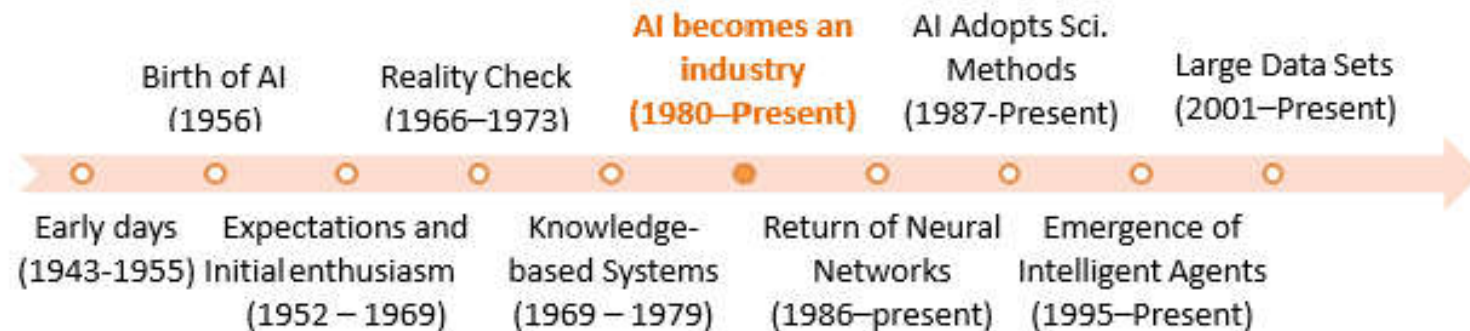 Birth of AI
(1956)
Reality Check
(1966–1973)
AI becomes an
industry
(1980–Present)
AI Adopts Sci.
Methods
(1987-Present)
Large Data Sets
(2001–Present)
Early days
(1943-1955)
Expectations and
Initial enthusiasm
(1952 – 1969)
Knowledge-
based Systems
(1969 – 1979)
Return of Neural
Networks
(1986–present)
Emergence of
Intelligent Agents
(1995–Present)